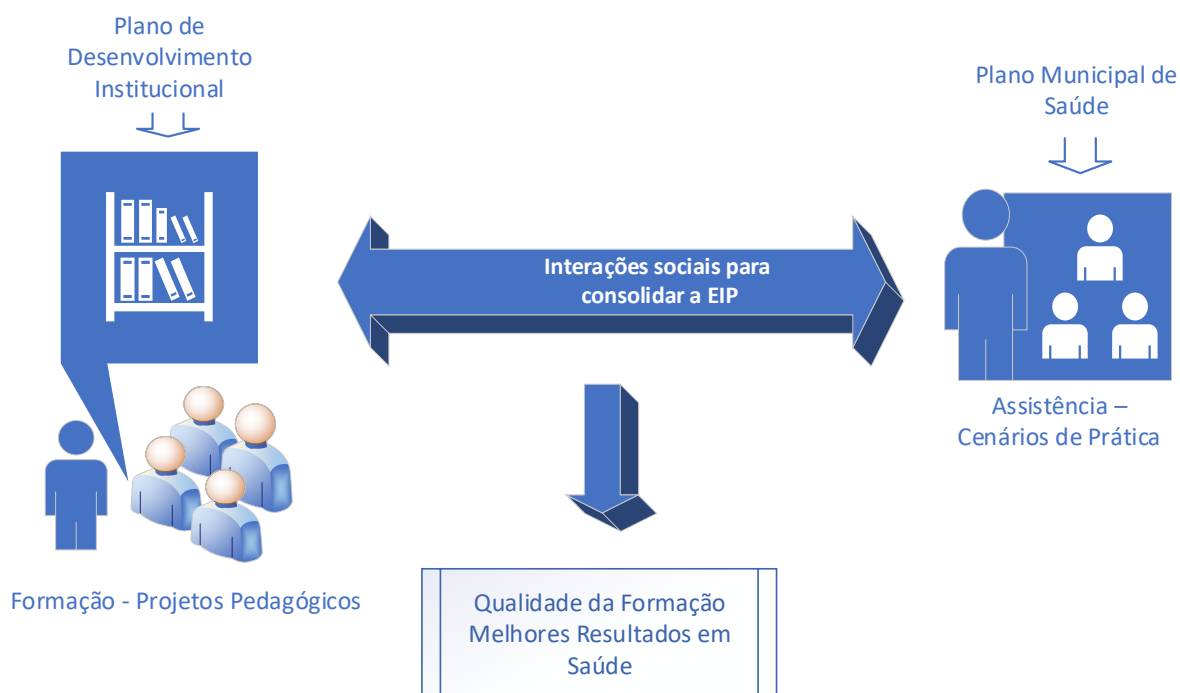 Plano de
Desenvolvimento
Institucional
Plano Municipal de
Saúde
Interações sociais para
consolidar a EIP
Assistência –
Cenários de Prática
Formação - Projetos Pedagógicos
Qualidade da Formação
Melhores Resultados em
Saúde